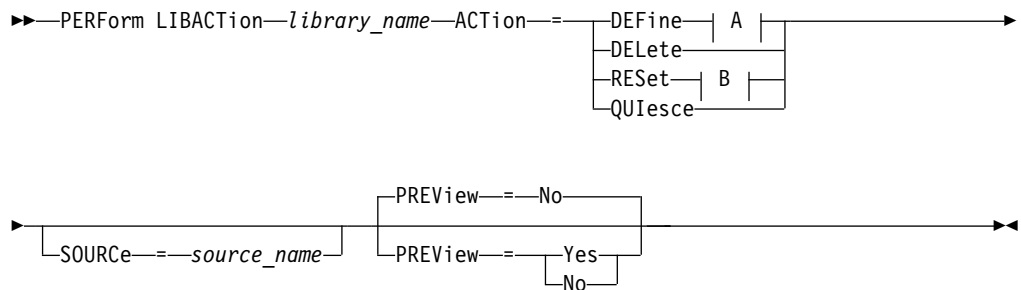 PERForm LIBACTion library_name ACTion = DEFine A
DELete
RESet B
QUIesce
PREView = No
SOURCe = source_name PREView = Yes
No